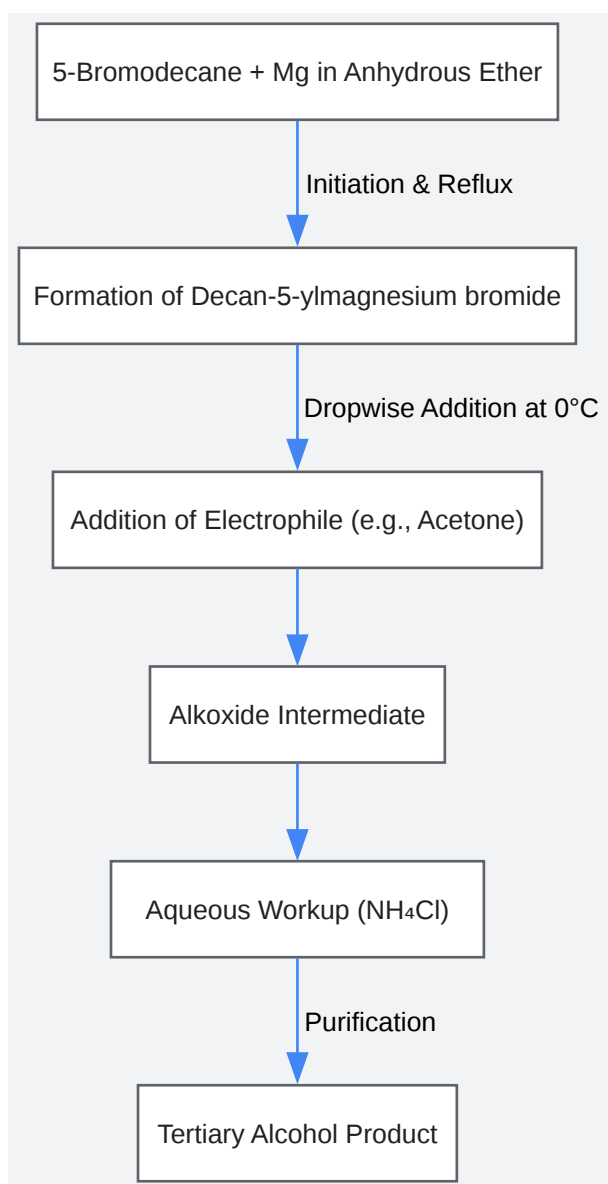 5-Bromodecane + Mg in Anhydrous Ether
Initiation & Reflux
Formation of Decan-5-ylmagnesium bromide
Dropwise Addition at 0°C
Addition of Electrophile (e.g., Acetone)
Alkoxide Intermediate
Aqueous Workup (NH₄Cl)
Purification
Tertiary Alcohol Product